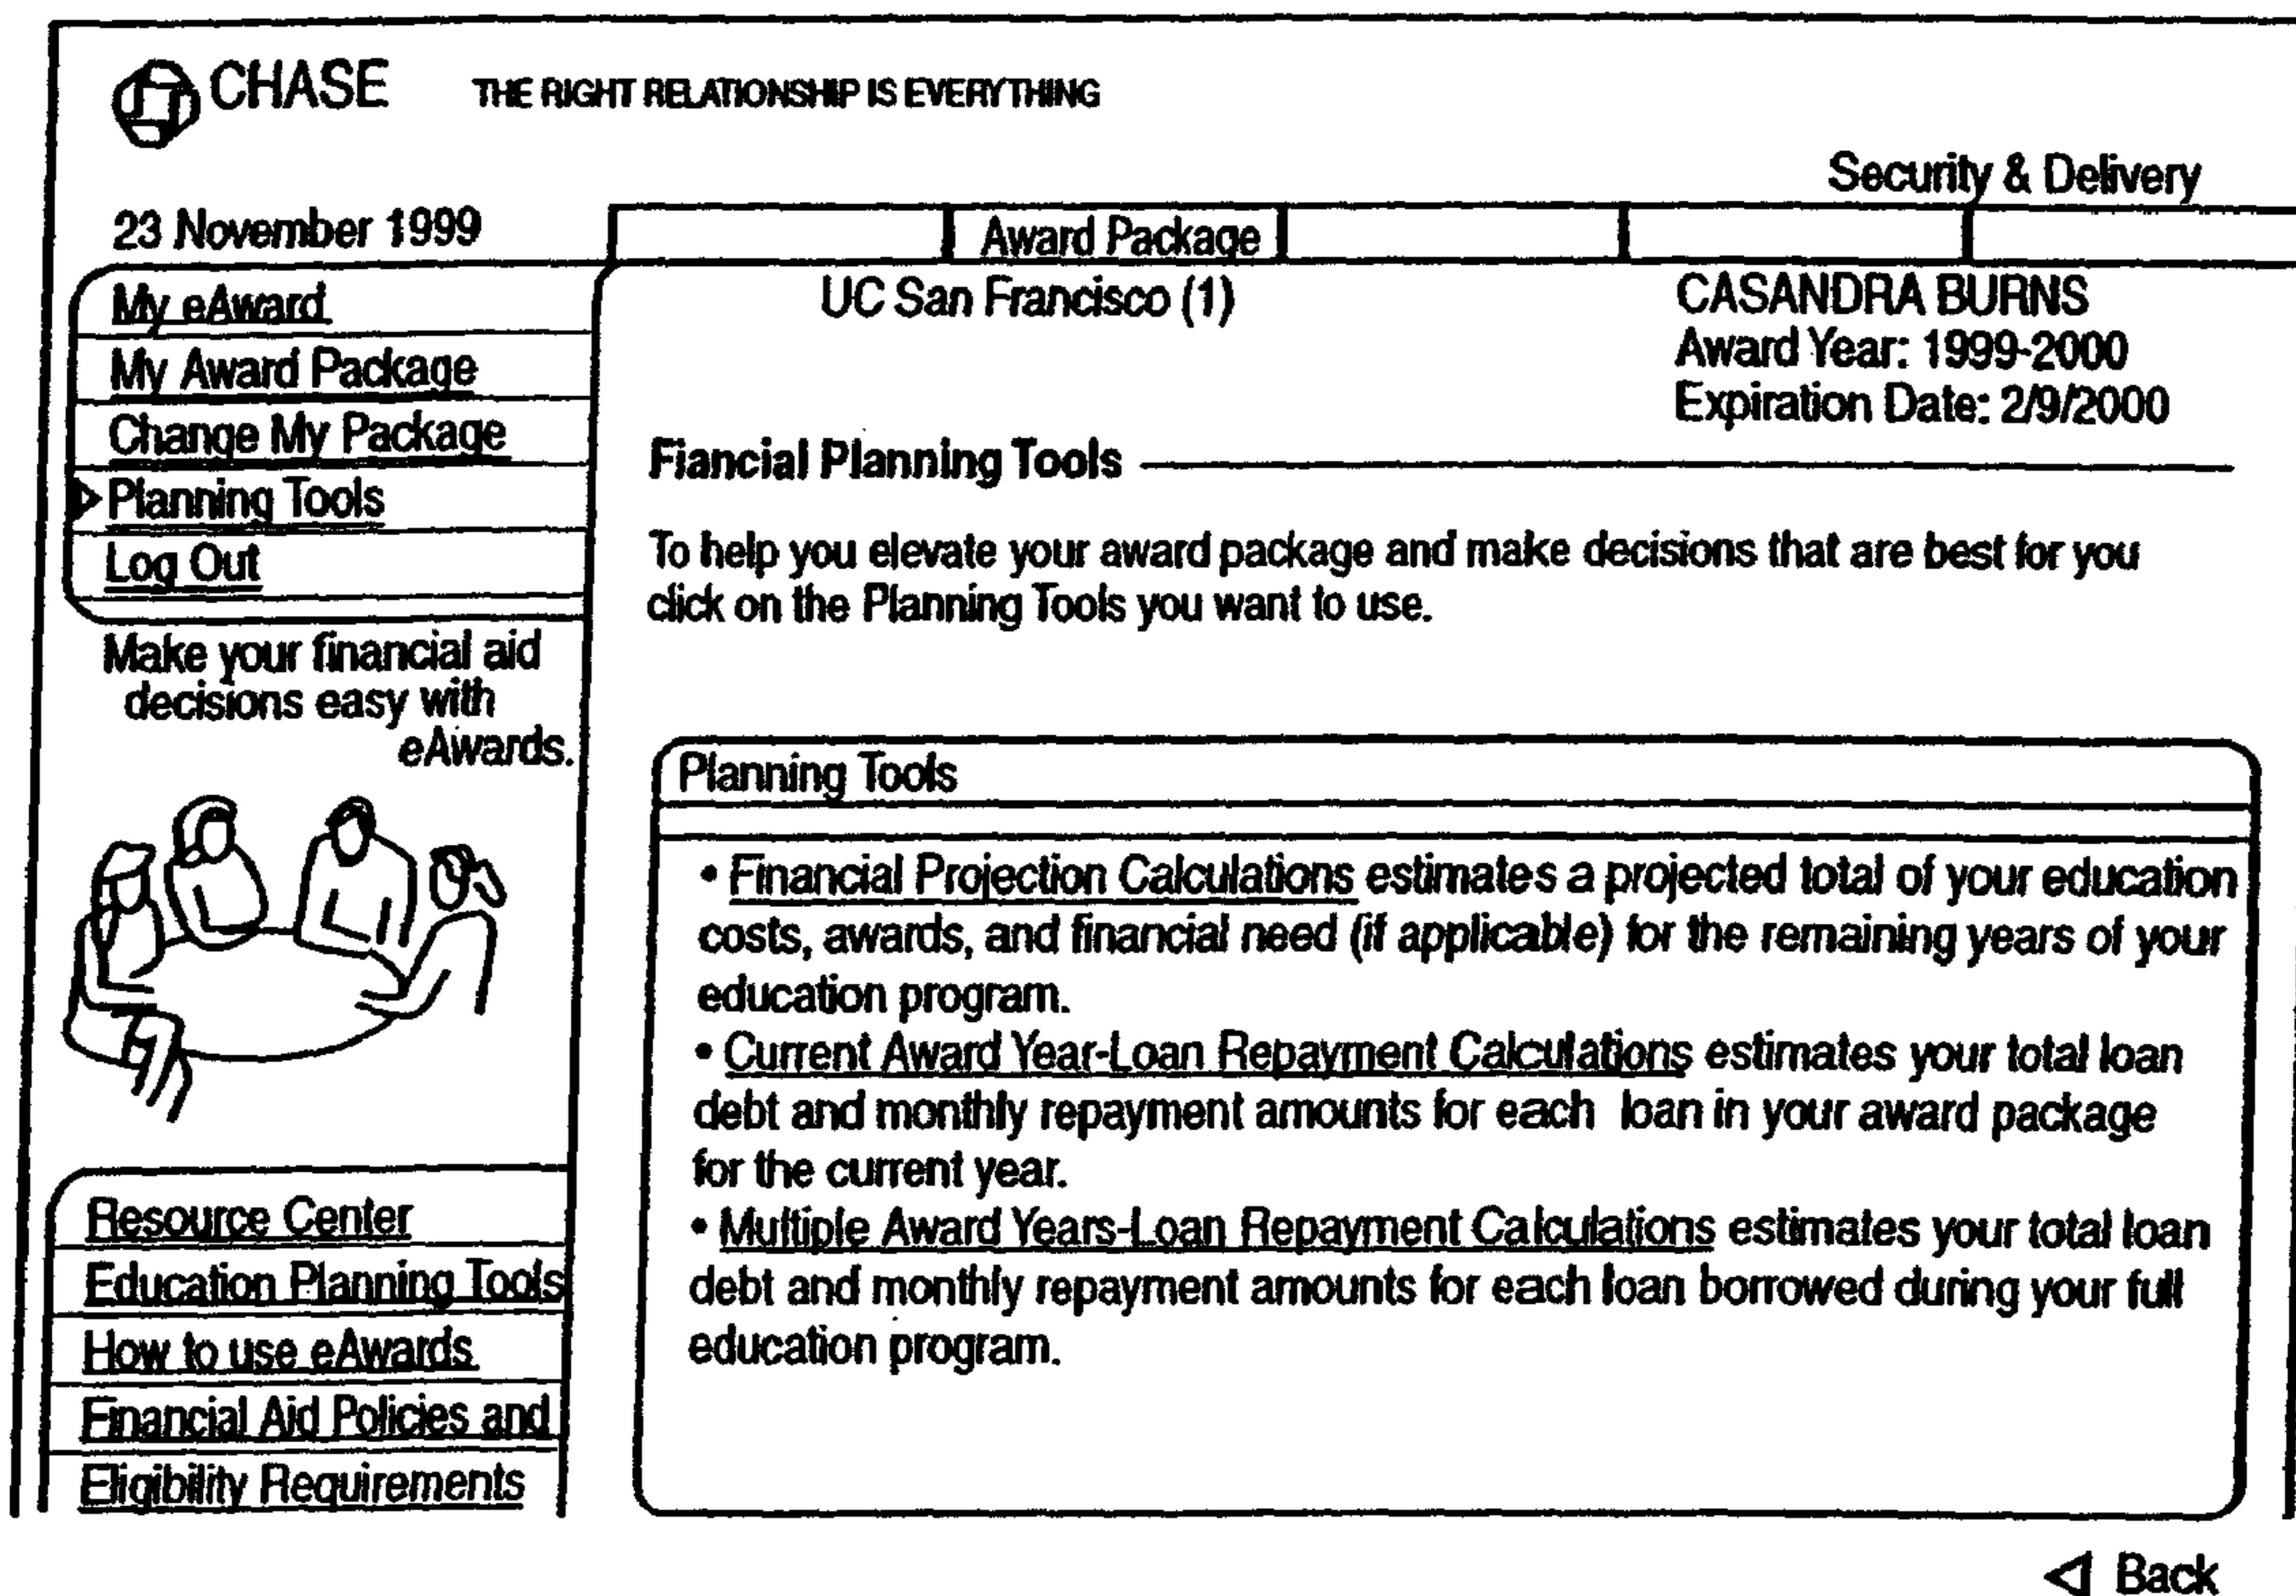 CHASE THE RIGHT RELATIONSHIP IS EVERYTHING
Security & Delivery
23 November 1999
Award Package
My eAward
My Award Package
Change My Package
Planning Tools
Log Out
Make your financial aid
decisions easy with
eAwards.
Resource Center
Education Planning Tools
How to use eAwards
Financial Aid Policies and
Eligibility Requirements
UC San Francisco (1)
CASANDRA BURNS
Award Year: 1999-2000
Expiration Date: 2/9/2000
Fiancial Planning Tools
To help you elevate your award package and make decisions that are best for you
click on the Planning Tools you want to use.
Planning Tools
• Financial Projection Calculations estimates a projected total of your education
costs, awards, and financial need (if applicable) for the remaining years of your
education program.
• Current Award Year-Loan Repayment Calculations estimates your total loan
debt and monthly repayment amounts for each loan in your award package
for the current year.
• Multiple Award Years-Loan Repayment Calculations estimates your total loan
debt and monthly repayment amounts for each loan borrowed during your full
education program.
Back